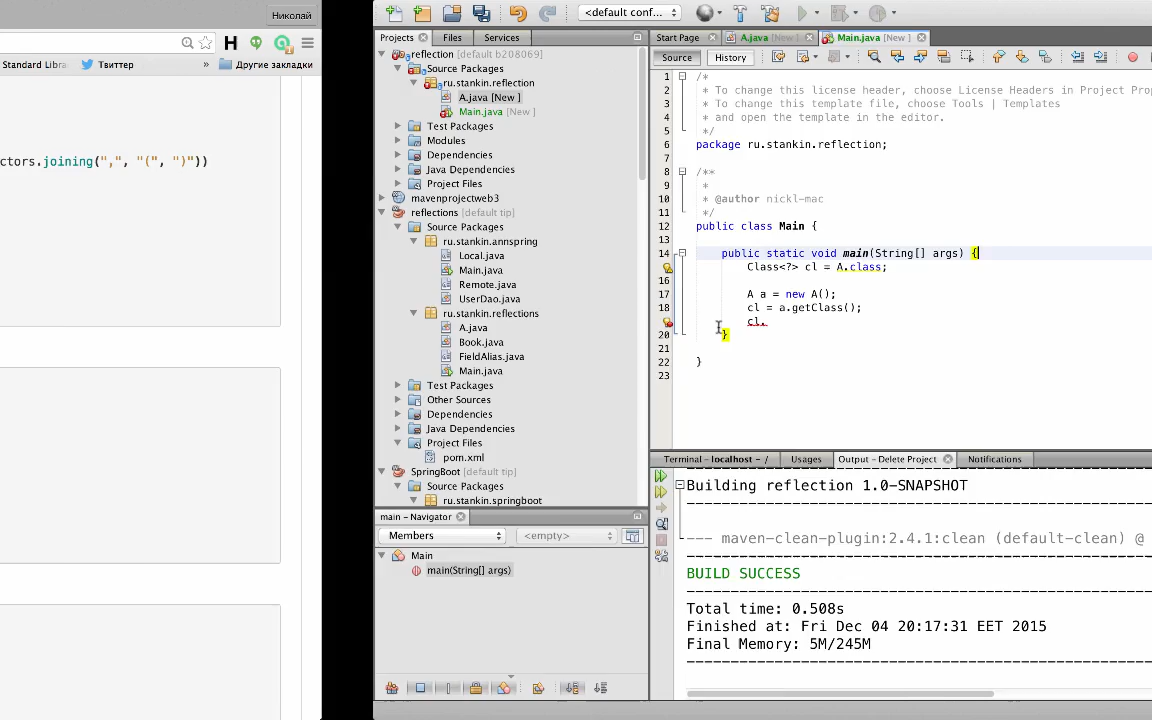 Николай
Standard Libra
Твиттер
»
Другие закладки
ctors.joining(",", "(", ")"))
<default conf...
Projects
Files
Services
reflection [default b208069]
Source Packages
ru.stankin.reflection
A.java [New ]
Main.java [New ]
Test Packages
Modules
Dependencies
Java Dependencies
Project Files
mavenprojectweb3
reflections [default tip]
Source Packages
ru.stankin.annspring
Local.java
Main.java
Remote.java
UserDao.java
ru.stankin.reflections
A.java
Book.java
FieldAlias.java
Main.java
Test Packages
Other Sources
Dependencies
Java Dependencies
Project Files
pom.xml
SpringBoot [default tip]
Source Packages
ru.stankin.springboot
main - Navigator
Members
<empty>
Main
main(String[] args)
Start Page
A.java [New ]
Main.java [New ]
Source
History
1 /*
2 * To change this license header, choose License Headers in Project Prop
3 * To change this template file, choose Tools | Templates
4 * and open the template in the editor.
5 */
6 package ru.stankin.reflection;
7
8 /**
9 *
10 * @author nickl-mac
11 */
12 public class Main {
13
14 public static void main(String[] args) {
Class<?> cl = A.class;
16
17 A a = new A();
18 cl = a.getClass();
cl.
20 }
21
22 }
23
Terminal - localhost - /
Usages
Output - Delete Project
Notifications
Building reflection 1.0-SNAPSHOT
--- maven-clean-plugin:2.4.1:clean (default-clean) @
BUILD SUCCESS
Total time: 0.508s
Finished at: Fri Dec 04 20:17:31 EET 2015
Final Memory: 5M/245M